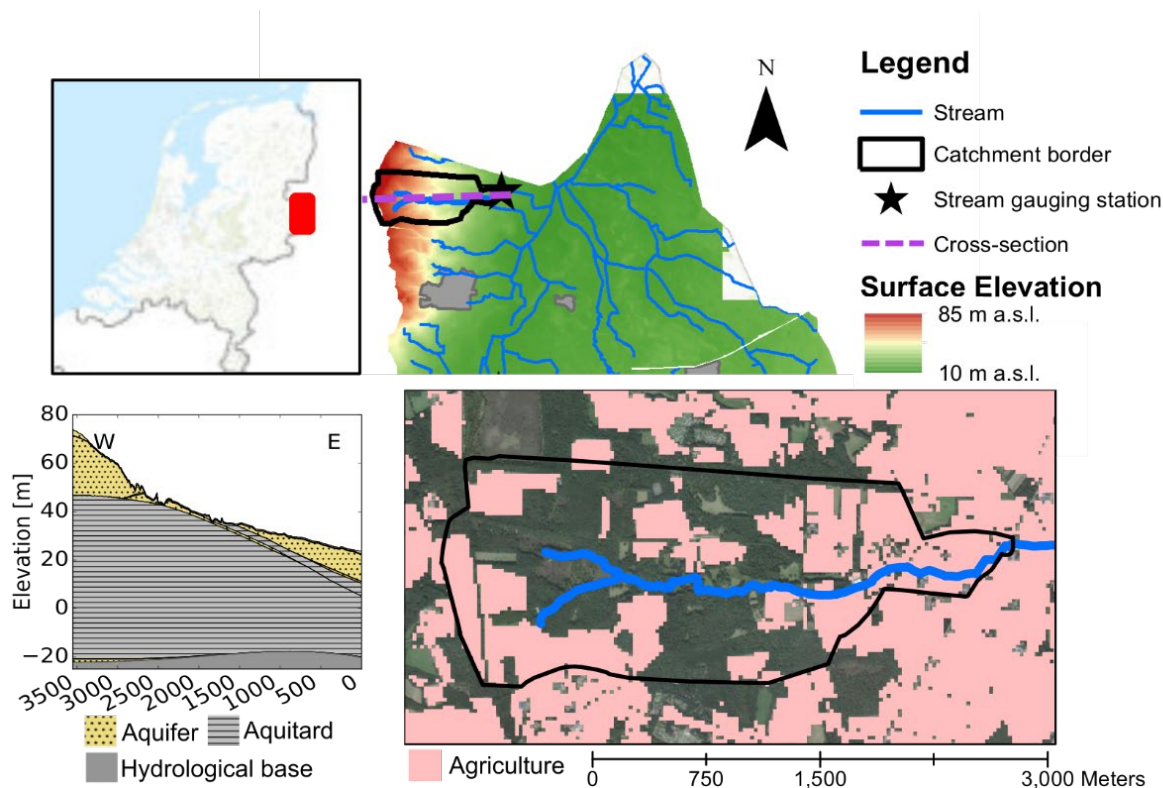 N
Legend
Stream
Catchment border
Stream gauging station
Cross-section
Surface Elevation
85 m a.s.l.
10 m a.s.l.
80
60
40
20
0
−20
Elevation [m]
W
E
3500
3000
2500
2000
1500
1000
500
0
Aquifer
Aquitard
Hydrological base
Agriculture
0
750
1,500
3,000 Meters